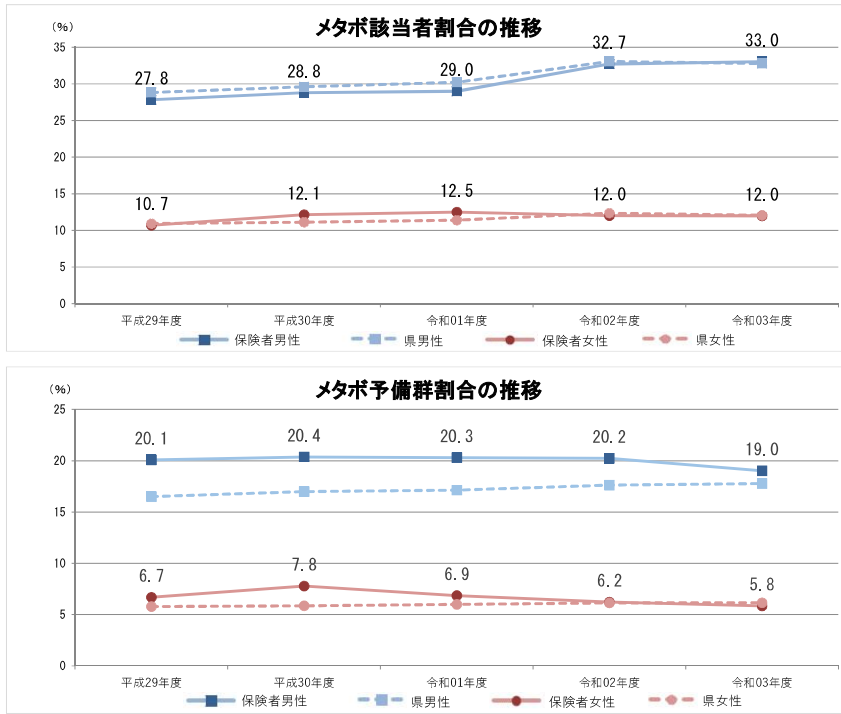 メタボ該当者割合の推移
(%)
35
30
25
20
15
10
5
0
27.8
28.8
29.0
32.7
33.0
10.7
12.1
12.5
12.0
12.0
平成29年度
平成30年度
令和01年度
令和02年度
令和03年度
保険者男性
県男性
保険者女性
県女性
メタボ予備群割合の推移
(%)
25
20
15
10
5
0
20.1
20.4
20.3
20.2
19.0
6.7
7.8
6.9
6.2
5.8
平成29年度
平成30年度
令和01年度
令和02年度
令和03年度
保険者男性
県男性
保険者女性
県女性